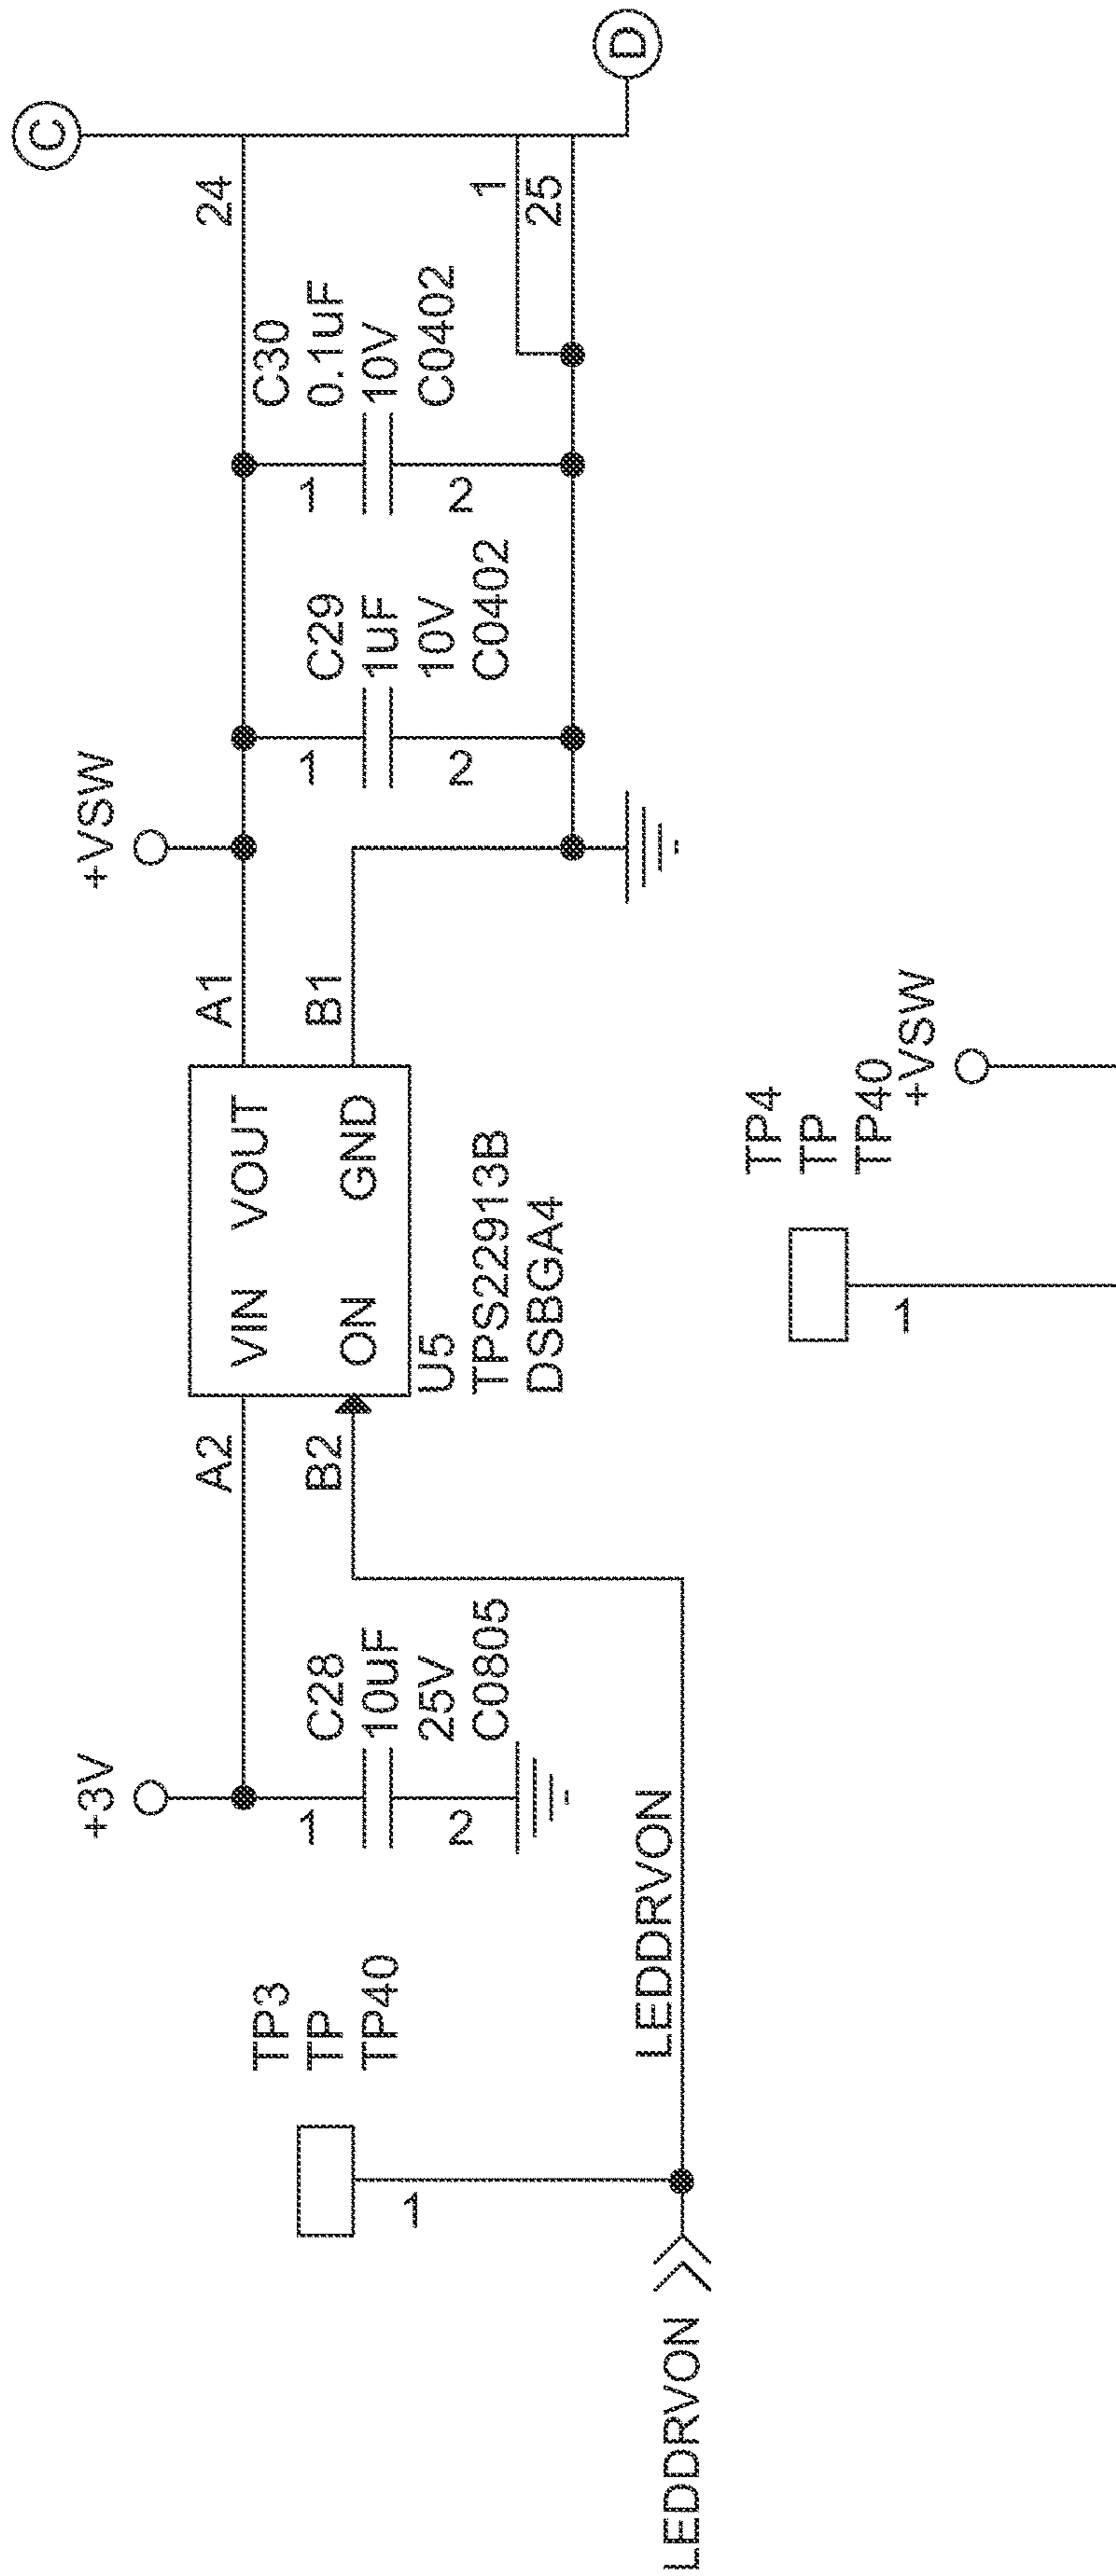 LEDDRVON
LEDDRVON
TP3
TP
TP40
1
+3V
1
2
C28
10uF
25V
C0805
A2
B2
VIN VOUT
ON GND
U5
TPS22913B
DSBGA4
A1
B1
+VSW
1
2
C29
1uF
10V
C0402
1
2
C30
0.1uF
10V
C0402
24
1
25
C
D
TP4
TP
TP40
1
+VSW